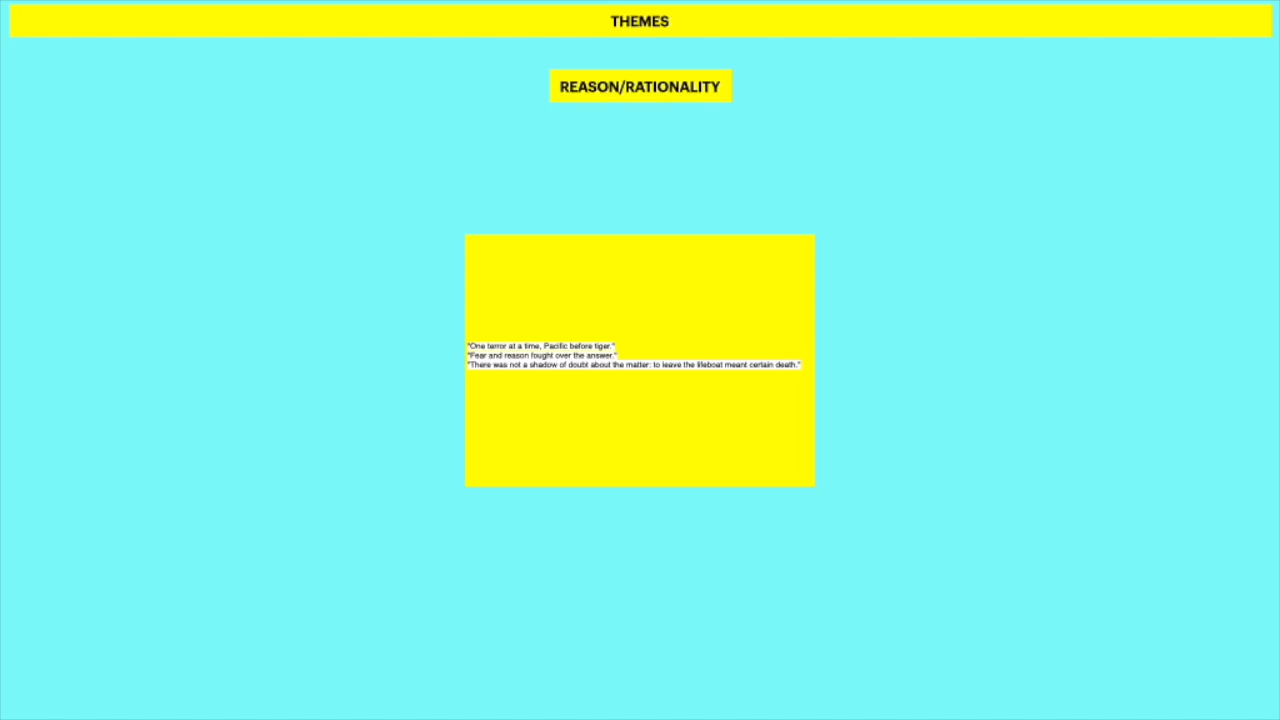 THEMES
REASON/RATIONALITY
"One terror at a time, Pacific before tiger."
"Fear and reason fought over the answer."
"There was not a shadow of doubt about the matter: to leave the lifeboat meant certain death."